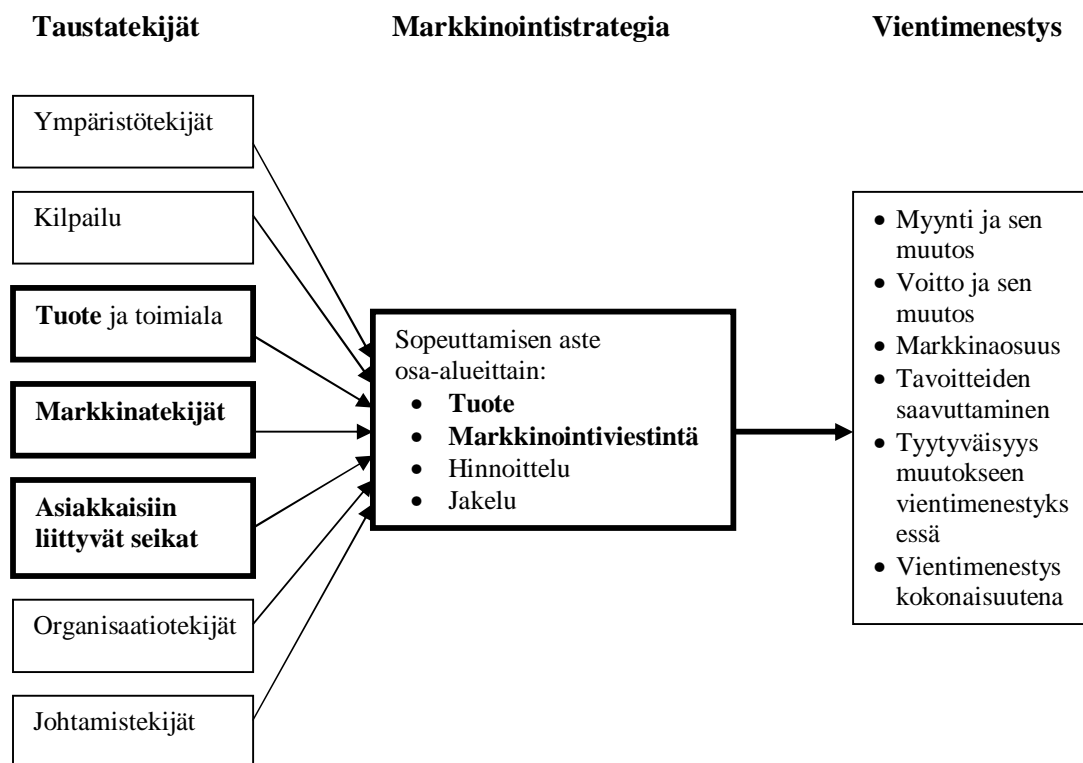 Taustatekijät
Markkinointistrategia
Vientimenestys
Ympäristötekijät
Kilpailu
Tuote ja toimiala
Markkinatekijät
Asiakkaisiin
liittyvät seikat
Organisaatiotekijät
Johtamistekijät
Sopeuttamisen aste
osa-alueittain:
• Tuote
• Markkinointiviestintä
• Hinnoittelu
• Jakelu
• Myynti ja sen
muutos
• Voitto ja sen
muutos
• Markkinaosuus
• Tavoitteiden
saavuttaminen
• Tyytyväisyys
muutokseen
vientimenestyks
essä
• Vientimenestys
kokonaisuutena